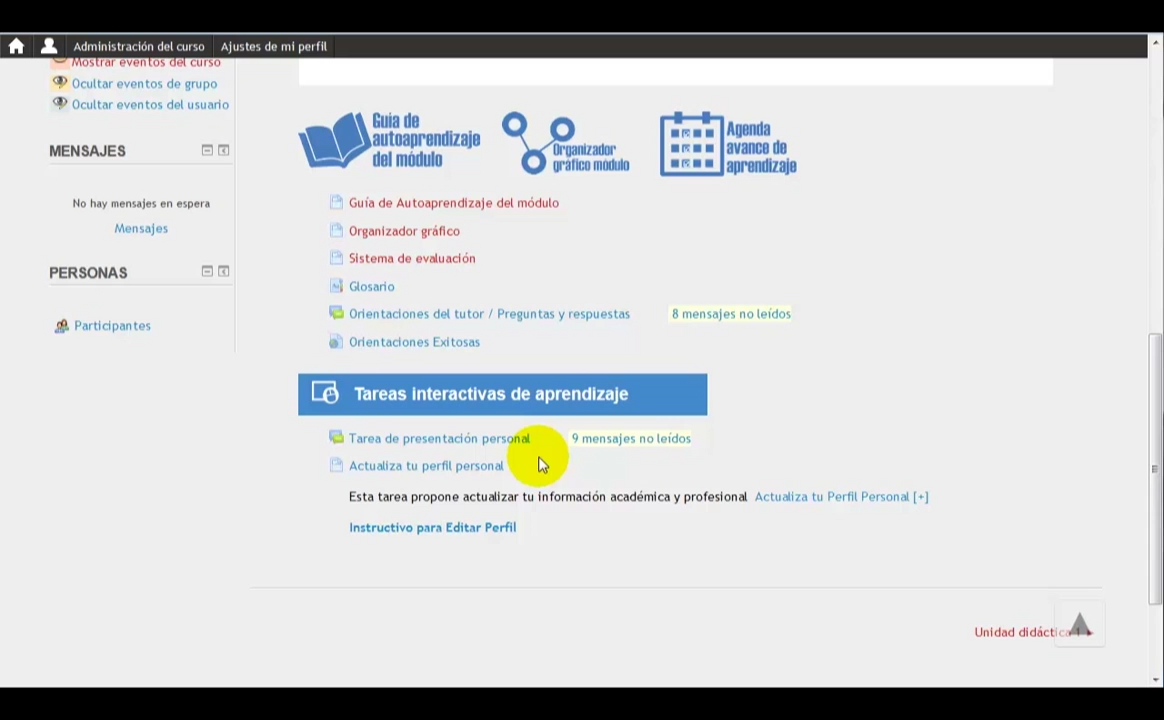 Administración del curso Ajustes de mi perfil
Mostrar eventos del curso
Ocultar eventos de grupo
Ocultar eventos del usuario
MENSAJES
No hay mensajes en espera
Mensajes
PERSONAS
Participantes
Guía de
autoaprendizaje
del módulo
Organizador
gráfico módulo
Agenda
avance de
aprendizaje
Guía de Autoaprendizaje del módulo
Organizador gráfico
Sistema de evaluación
Glosario
Orientaciones del tutor / Preguntas y respuestas 8 mensajes no leídos
Orientaciones Exitosas
Tareas interactivas de aprendizaje
Tarea de presentación personal 9 mensajes no leídos
Actualiza tu perfil personal
Esta tarea propone actualizar tu información académica y profesional Actualiza tu Perfil Personal [+]
Instructivo para Editar Perfil
Unidad didáctica